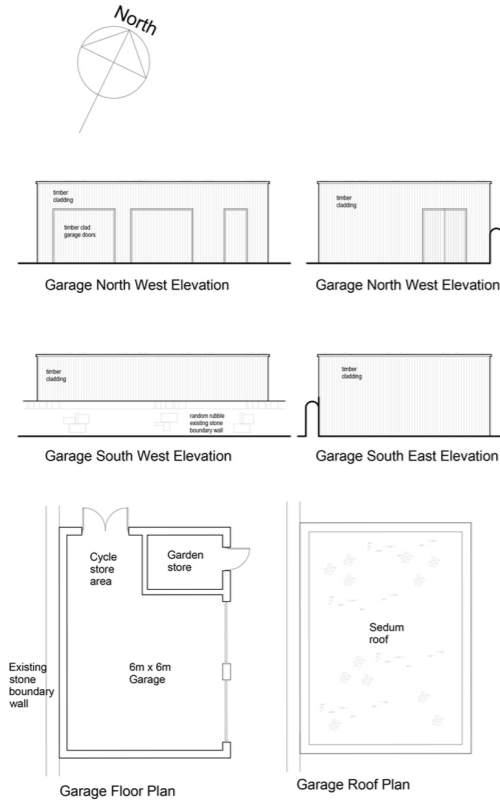 North
timber
cladding
timber clad
garage doors
timber
cladding
Garage North West Elevation
Garage North West Elevation
timber
cladding
random rubble
existing stone
boundary wall
timber
cladding
Garage South West Elevation
Garage South East Elevation
Cycle
store
area
Garden
store
6m x 6m
Garage
Existing
stone
boundary
wall
Sedum
roof
Garage Floor Plan
Garage Roof Plan